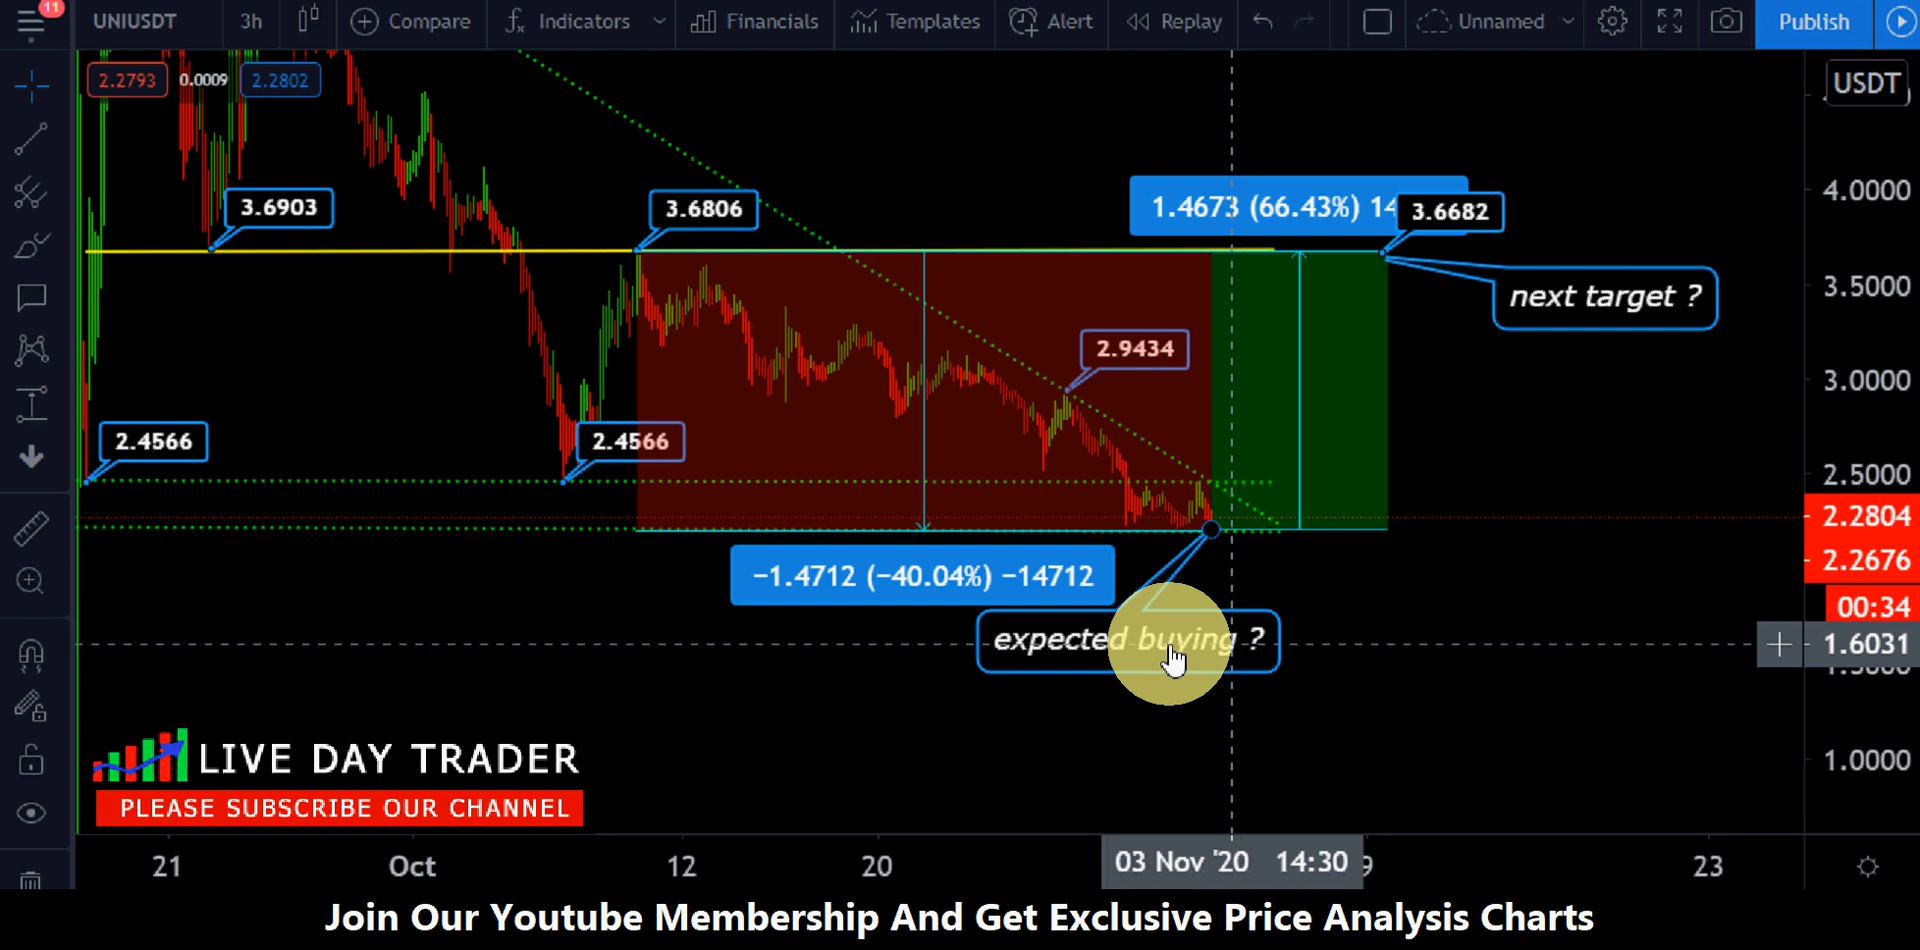 11
UNIUSDT 3h Compare Indicators Financials Templates Alert Replay Unnamed Publish
2.2793 0.0009 2.2802
USDT
4.0000
3.6903
3.6806
1.4673 (66.43%) 14
3.6682
3.5000
next target ?
2.9434
3.0000
2.4566
2.4566
2.5000
2.2804
2.2676
−1.4712 (−40.04%) −14712
00:34
expected buying ?
1.6031
LIVE DAY TRADER
1.0000
PLEASE SUBSCRIBE OUR CHANNEL
21 Oct 12 20 03 Nov '20 14:30 23
Join Our Youtube Membership And Get Exclusive Price Analysis Charts